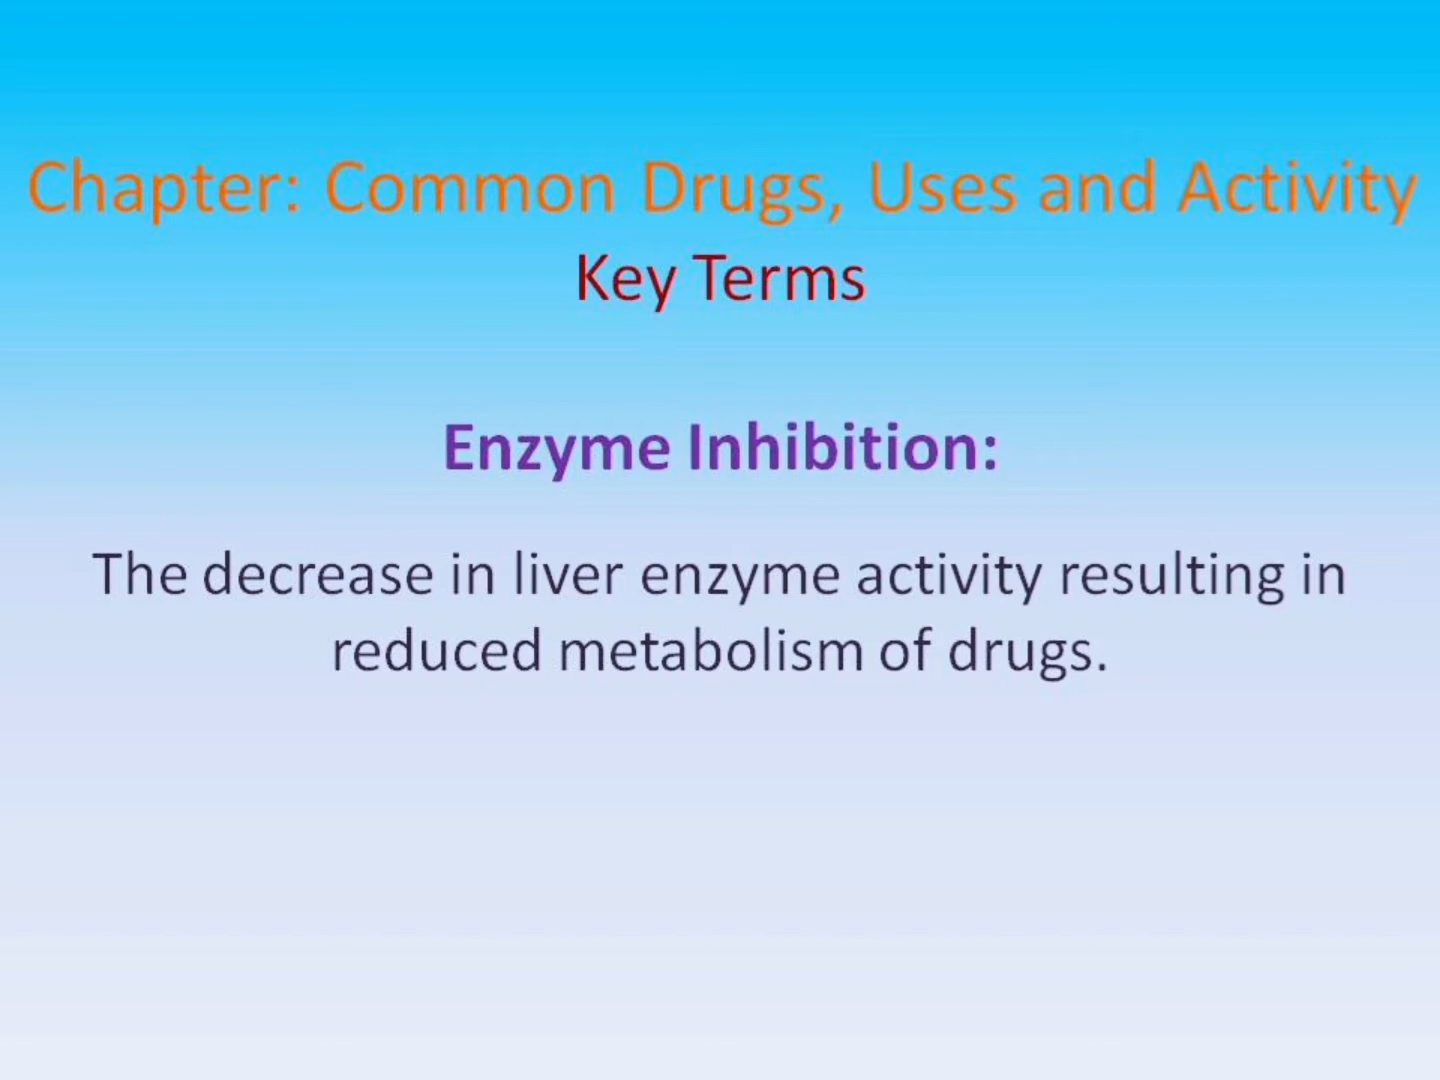 Chapter: Common Drugs, Uses and Activity
Key Terms
Enzyme Inhibition:
The decrease in liver enzyme activity resulting in
reduced metabolism of drugs.